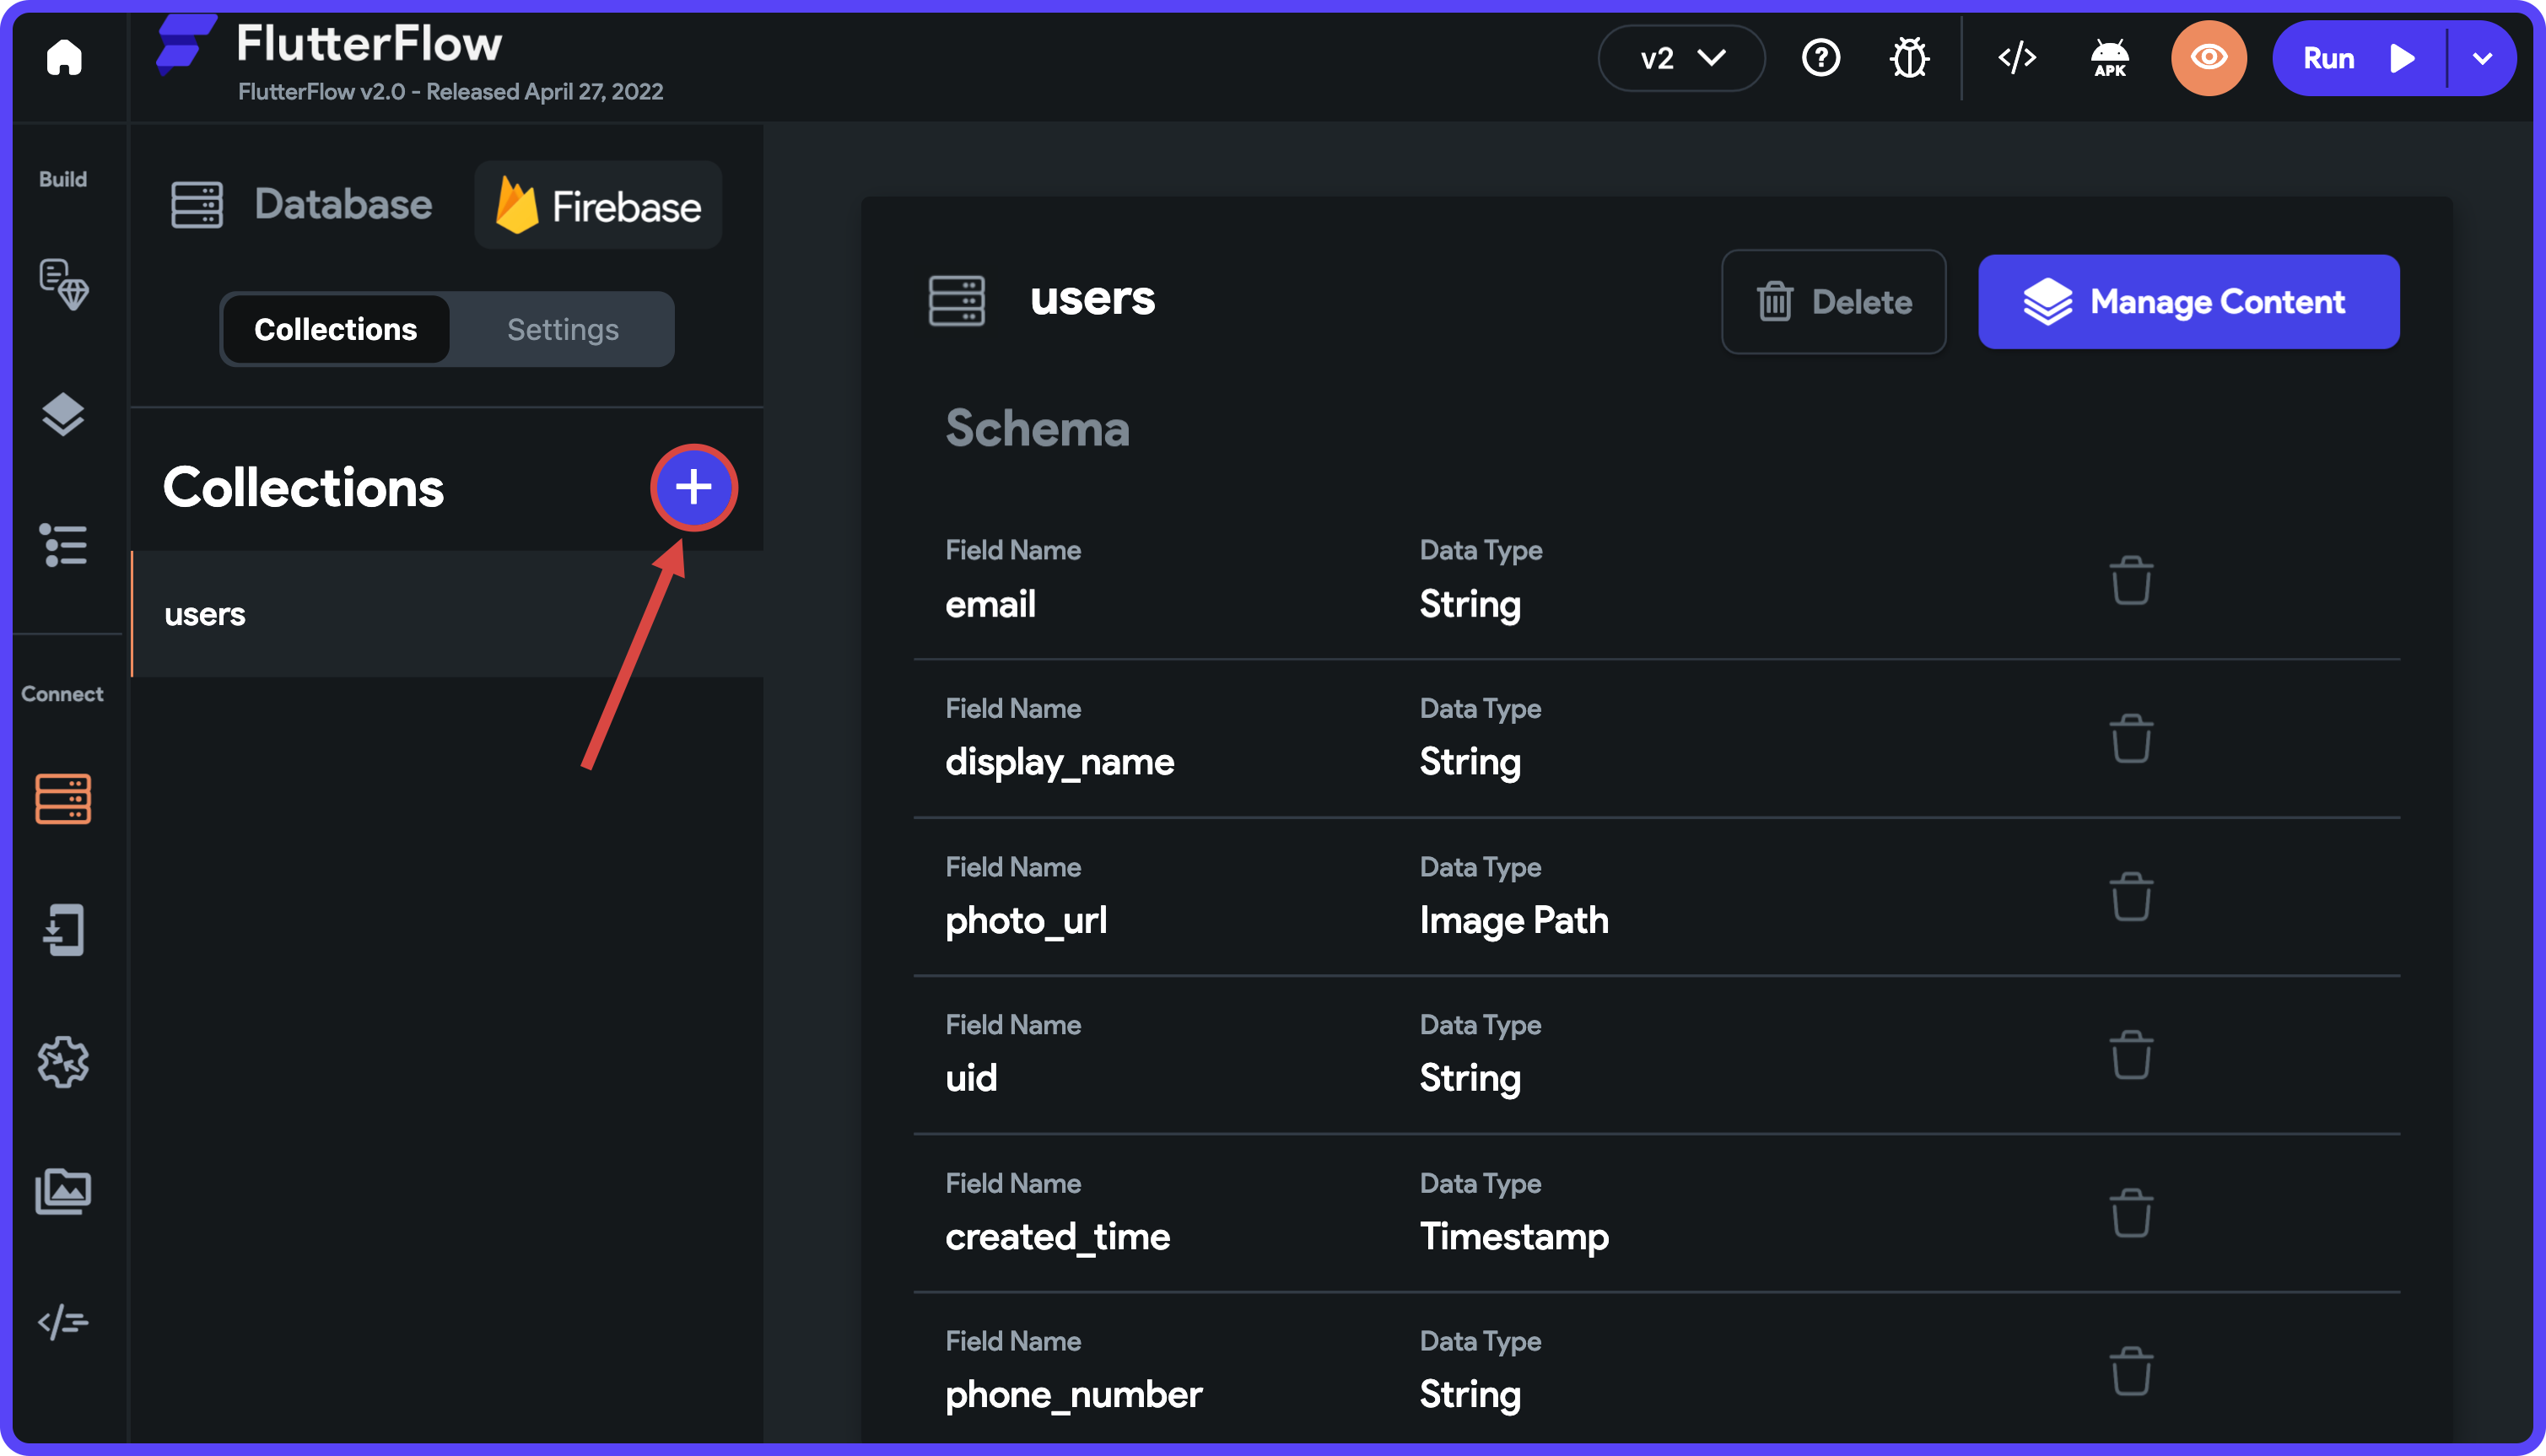 FlutterFlow
FlutterFlow v2.0 - Released April 27, 2022
v2
APK
Run
Build
Database
Firebase
Collections
Settings
Collections
users
Connect
users
Delete
Manage Content
Schema
Field Name Data Type
email String
Field Name Data Type
display_name String
Field Name Data Type
photo_url Image Path
Field Name Data Type
uid String
Field Name Data Type
created_time Timestamp
Field Name Data Type
phone_number String